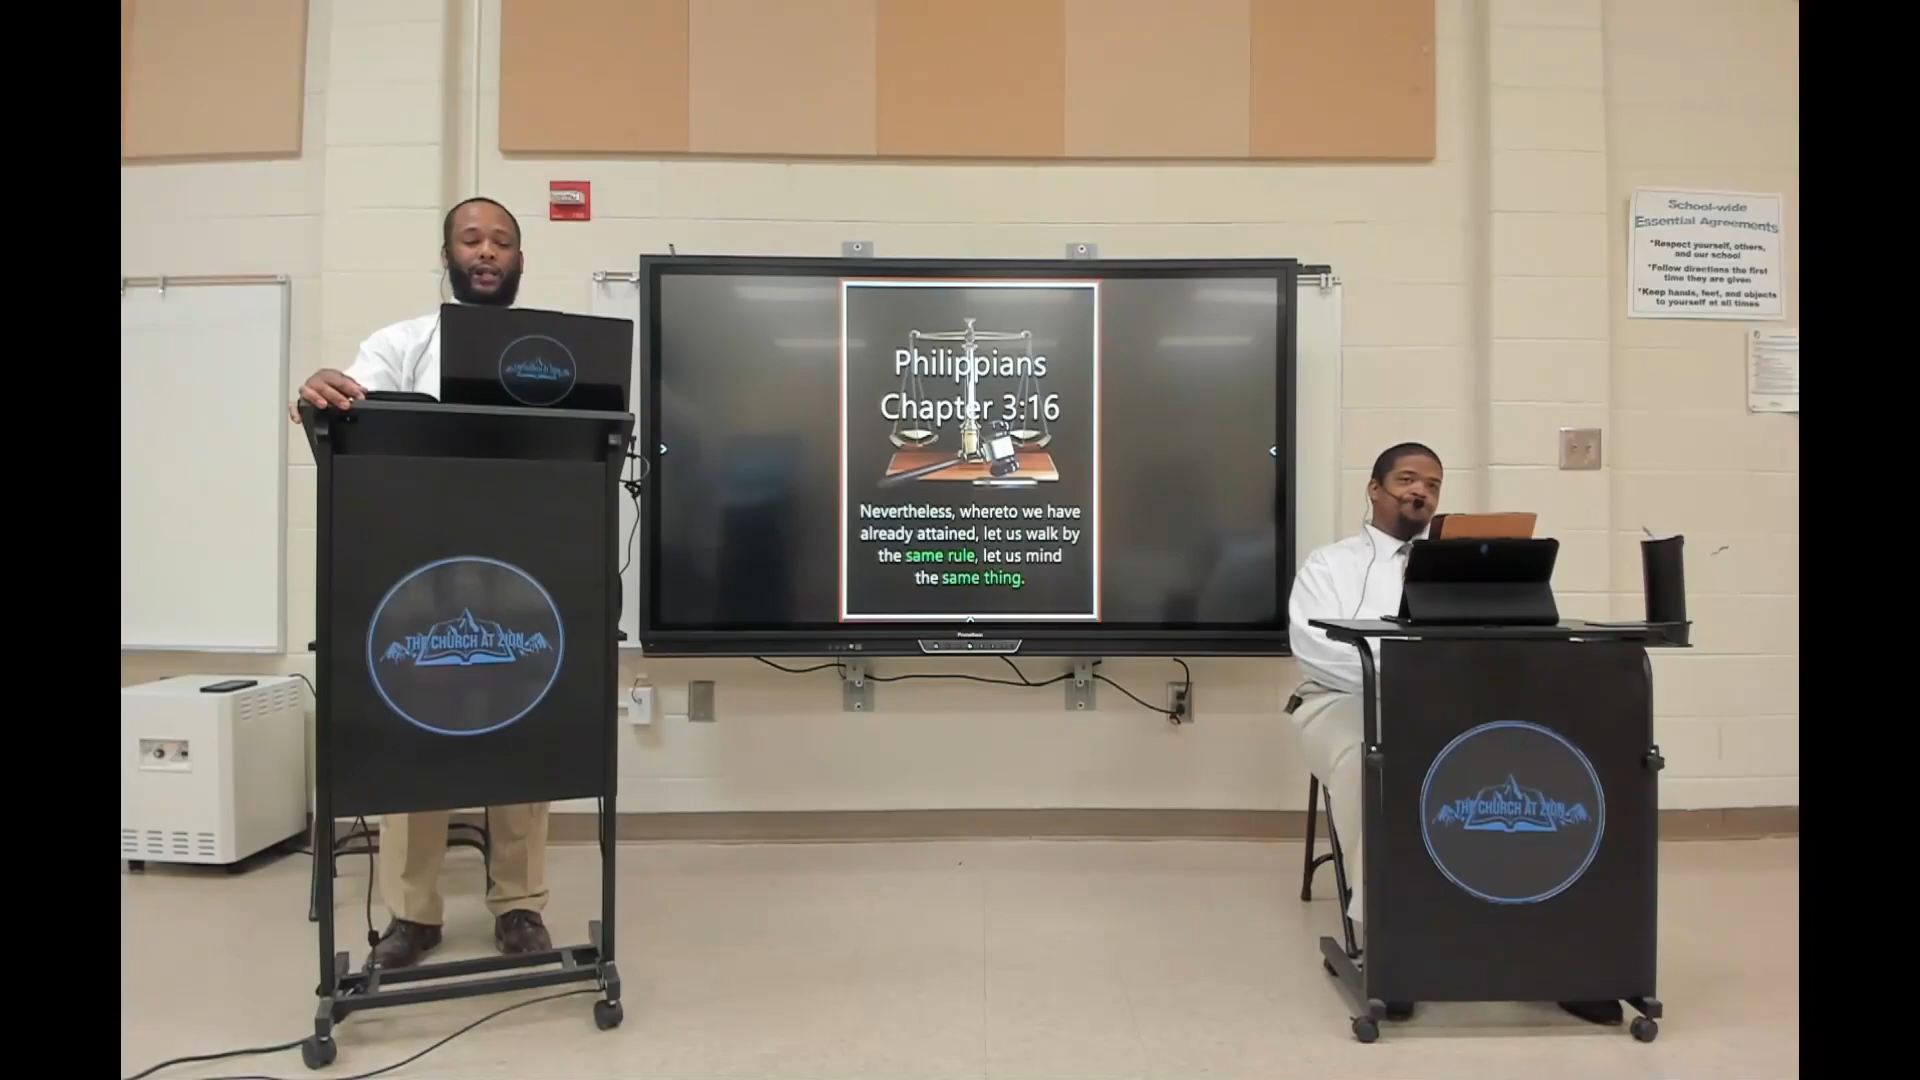 School-wide
Essential Agreements
*Respect yourself, others,
and our school
*Follow directions the first
time they are given
*Keep hands, feet, and objects
to yourself at all times
Philippians
Chapter 3:16
Nevertheless, whereto we have
already attained, let us walk by
the same rule, let us mind
the same thing.
Promethean
THE CHURCH AT ZION
THE CHURCH AT ZION